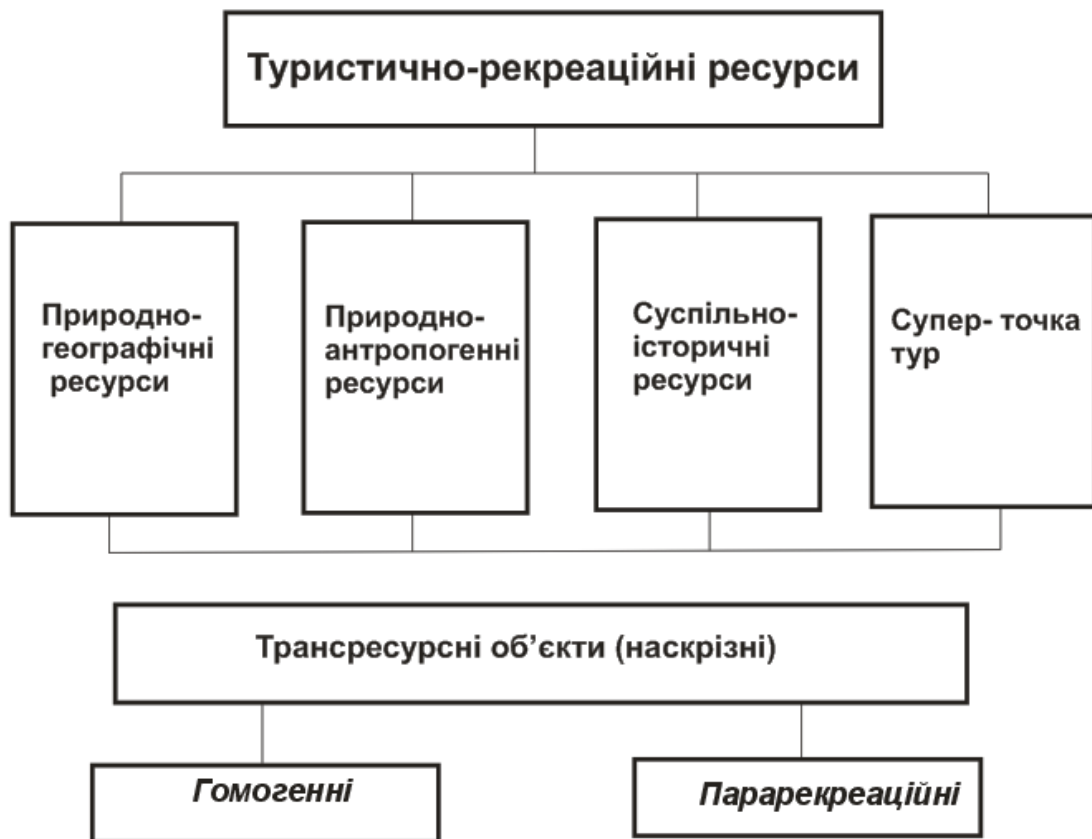 Туристично-рекреаційні ресурси
Природно-
географічні
ресурси
Природно-
антропогенні
ресурси
Суспільно-
історичні
ресурси
Супер- точка
тур
Трансресурсні об’єкти (наскрізні)
Гомогенні
Парарекреаційні